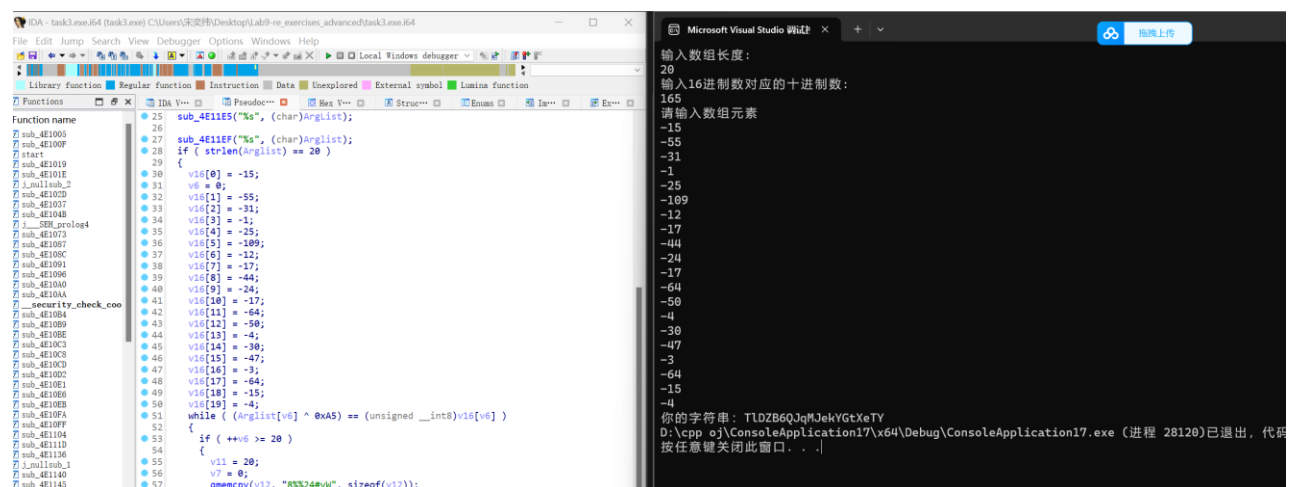 IDA - task3.exe.i64 (task3.exe) C:\Users\宋奕纬\Desktop\Lab9-re_exercises_advanced\task3.exe.i64
File Edit Jump Search View Debugger Options Windows Help
Local Windows debugger
Library function Regular function Instruction Data Unexplored External symbol Lumina function
Functions
IDA V··· Pseudoc··· Hex V··· Struc··· Enums Im··· Ex···
Function name
sub_4E1005
sub_4E100F
start
sub_4E1019
sub_4E101E
j_nullsub_2
sub_4E102D
sub_4E1037
sub_4E104B
j___SEH_prolog4
sub_4E1073
sub_4E1087
sub_4E108C
sub_4E1091
sub_4E1096
sub_4E10A0
sub_4E10AA
__security_check_coo
sub_4E10B4
sub_4E10B9
sub_4E10BE
sub_4E10C3
sub_4E10C8
sub_4E10CD
sub_4E10D2
sub_4E10E1
sub_4E10E6
sub_4E10EB
sub_4E10FA
sub_4E10FF
sub_4E1104
sub_4E111D
sub_4E1136
j_nullsub_1
sub_4E1140
sub_4E1145
25 sub_4E11E5("%s", (char)ArgList);
26
27 sub_4E11EF("%s", (char)Arglist);
28 if ( strlen(Arglist) == 20 )
29 {
30 v16[0] = -15;
31 v6 = 0;
32 v16[1] = -55;
33 v16[2] = -31;
34 v16[3] = -1;
35 v16[4] = -25;
36 v16[5] = -109;
37 v16[6] = -12;
38 v16[7] = -17;
39 v16[8] = -44;
40 v16[9] = -24;
41 v16[10] = -17;
42 v16[11] = -64;
43 v16[12] = -50;
44 v16[13] = -4;
45 v16[14] = -30;
46 v16[15] = -47;
47 v16[16] = -3;
48 v16[17] = -64;
49 v16[18] = -15;
50 v16[19] = -4;
51 while ( (Arglist[v6] ^ 0xA5) == (unsigned __int8)v16[v6] )
52 {
53 if ( ++v6 >= 20 )
54 {
55 v11 = 20;
56 v7 = 0;
57 qmemcpy(v12, "8%%24#vW", sizeof(v12));
Microsoft Visual Studio 调试
拖拽上传
输入数组长度:
20
输入16进制数对应的十进制数:
165
请输入数组元素
-15
-55
-31
-1
-25
-109
-12
-17
-44
-24
-17
-64
-50
-4
-30
-47
-3
-64
-15
-4
你的字符串: TlDZB6QJqMJekYGtXeTY
D:\cpp oj\ConsoleApplication17\x64\Debug\ConsoleApplication17.exe (进程 28120)已退出, 代码
按任意键关闭此窗口. . .